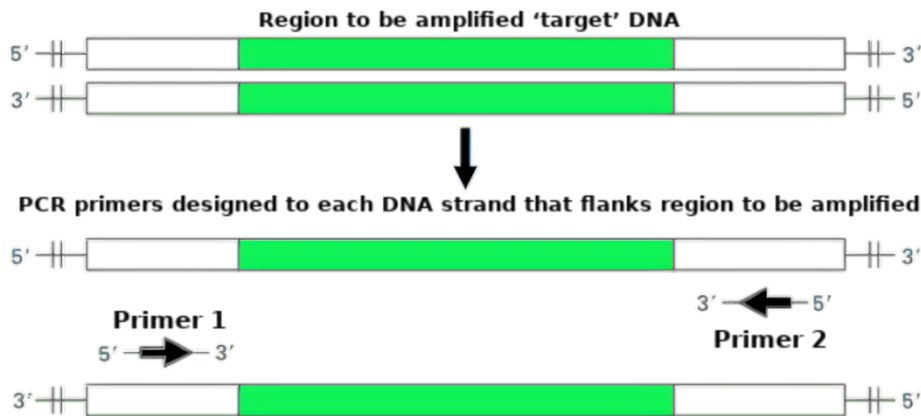 Region to be amplified ‘target’ DNA
5′ 3′
3′ 5′
PCR primers designed to each DNA strand that flanks region to be amplified
5′ 3′
3′ 5′
Primer 1
Primer 2
5′ 3′
3′ 5′